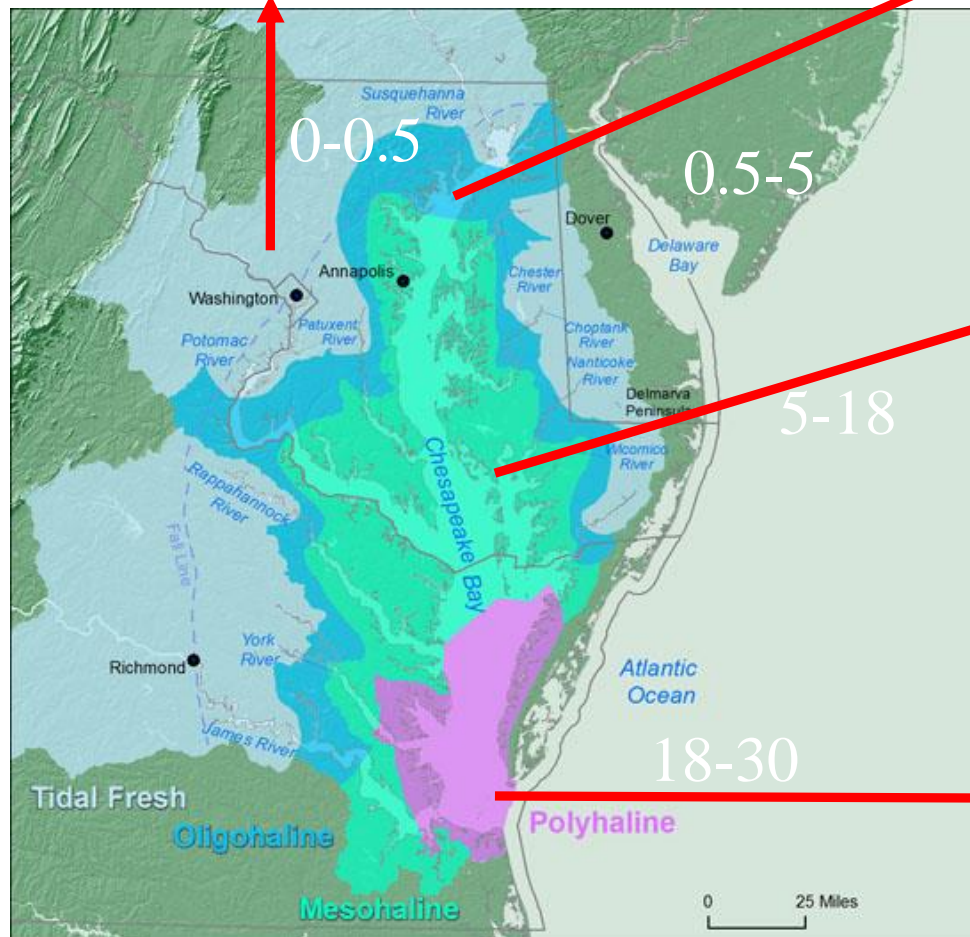 Susquehanna
River
0-0.5
0.5-5
Dover
Delaware
Bay
Annapolis
Chester
River
Washington
Patuxent
River
Choptank
River
Potomac
River
Nanticoke
River
Delmarva
Peninsula
5-18
Wicomico
River
Chesapeake Bay
Rappahannock
River
Fall Line
York
River
Richmond
Atlantic
Ocean
James River
18-30
Tidal Fresh
Polyhaline
Oligohaline
Mesohaline
0 25 Miles